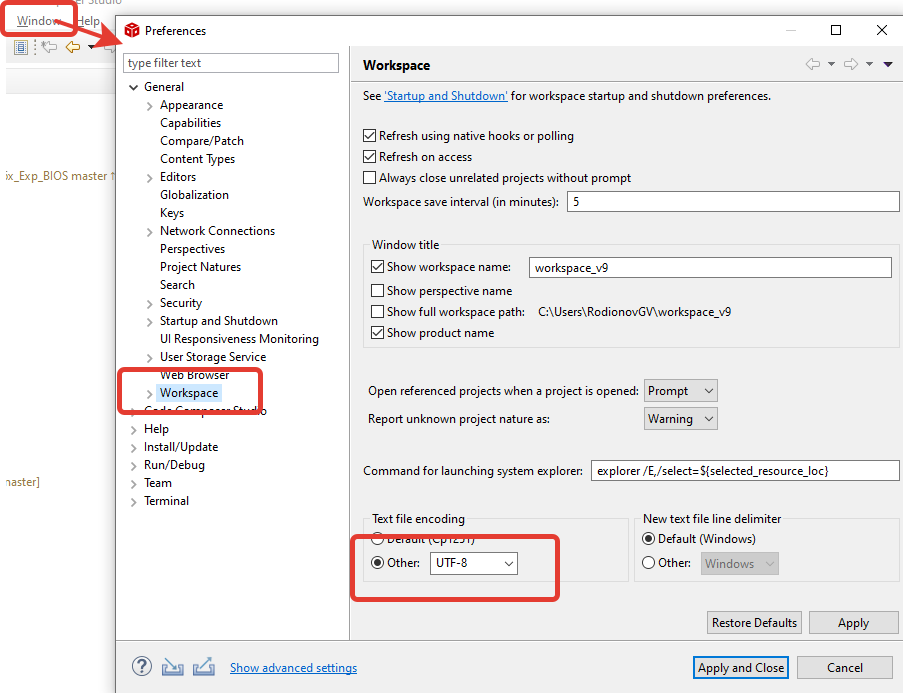 Studio
Window Help
Preferences
type filter text
Workspace
General
Appearance
Capabilities
Compare/Patch
Content Types
Editors
Globalization
Keys
Network Connections
Perspectives
Project Natures
Search
Security
Startup and Shutdown
UI Responsiveness Monitoring
User Storage Service
Web Browser
Workspace
Code Composer Studio
Help
Install/Update
Run/Debug
Team
Terminal
ix_Exp_BIOS master
master]
See 'Startup and Shutdown' for workspace startup and shutdown preferences.
Refresh using native hooks or polling
Refresh on access
Always close unrelated projects without prompt
Workspace save interval (in minutes): 5
Window title
Show workspace name: workspace_v9
Show perspective name
Show full workspace path: C:\Users\RodionovGV\workspace_v9
Show product name
Open referenced projects when a project is opened: Prompt
Report unknown project nature as: Warning
Command for launching system explorer: explorer /E,/select=${selected_resource_loc}
Text file encoding
Default (Cp1251)
Other: UTF-8
New text file line delimiter
Default (Windows)
Other: Windows
Restore Defaults Apply
? Show advanced settings
Apply and Close Cancel